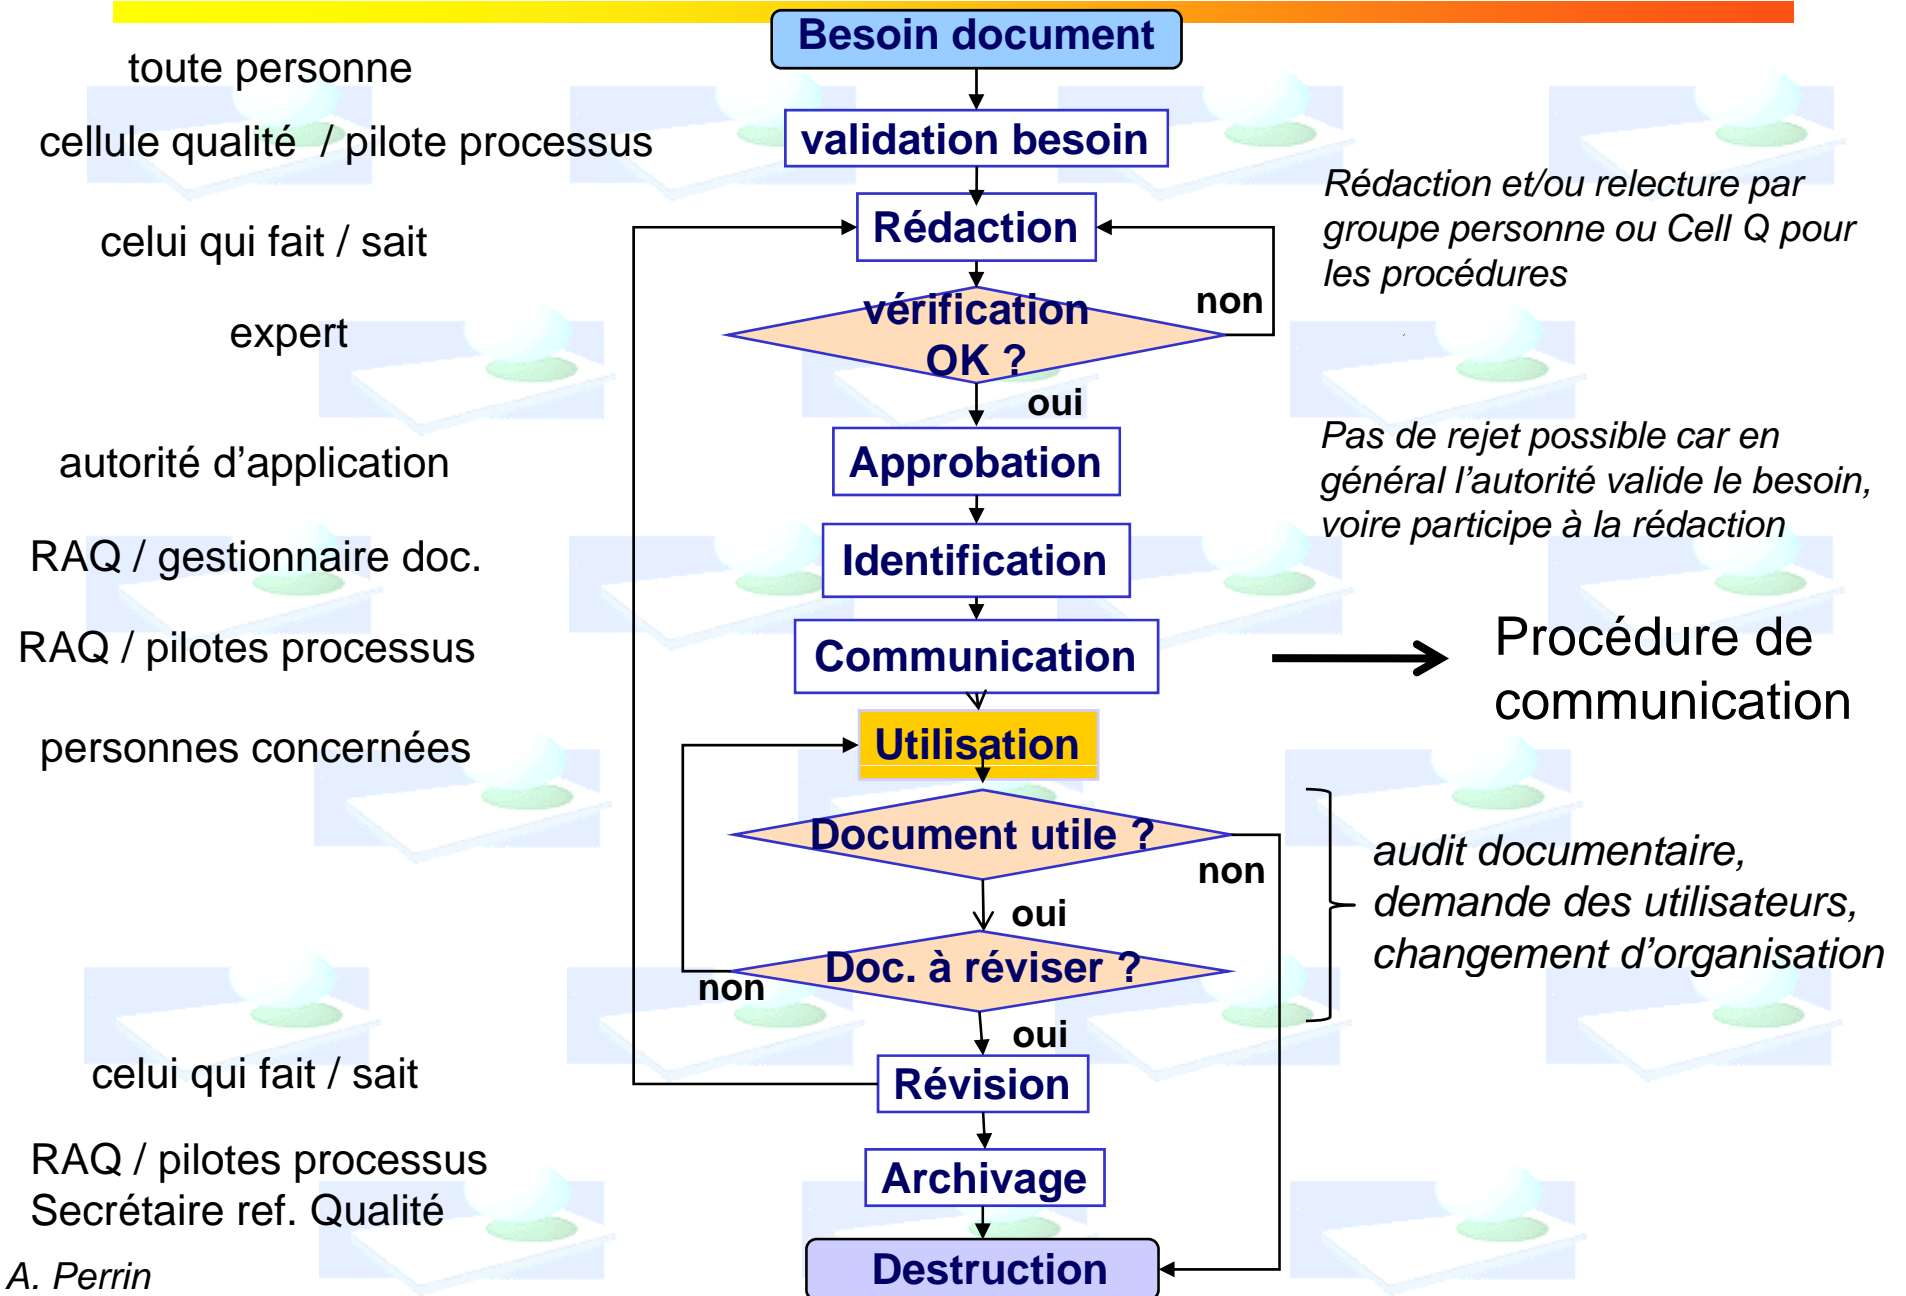 Besoin document
toute personne
cellule qualité / pilote processus
validation besoin
Rédaction et/ou relecture par
groupe personne ou Cell Q pour
les procédures
celui qui fait / sait
Rédaction
non
expert
vérification
OK ?
oui
autorité d’application
Approbation
Pas de rejet possible car en
général l’autorité valide le besoin,
voire participe à la rédaction
RAQ / gestionnaire doc.
Identification
RAQ / pilotes processus
Communication
Procédure de
communication
personnes concernées
Utilisation
Document utile ?
non
oui
audit documentaire,
demande des utilisateurs,
changement d’organisation
Doc. à réviser ?
non
oui
celui qui fait / sait
Révision
RAQ / pilotes processus
Secrétaire ref. Qualité
Archivage
Destruction
A. Perrin